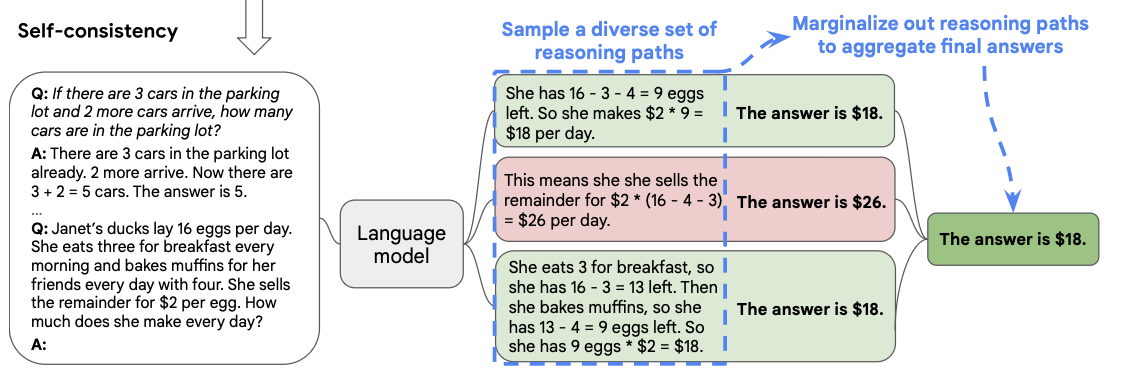 Self-consistency
Sample a diverse set of
reasoning paths
Marginalize out reasoning paths
to aggregate final answers
Q: If there are 3 cars in the parking
lot and 2 more cars arrive, how many
cars are in the parking lot?
A: There are 3 cars in the parking lot
already. 2 more arrive. Now there are
3 + 2 = 5 cars. The answer is 5.
...
Q: Janet's ducks lay 16 eggs per day.
She eats three for breakfast every
morning and bakes muffins for her
friends every day with four. She sells
the remainder for $2 per egg. How
much does she make every day?
A:
Language
model
She has 16 - 3 - 4 = 9 eggs
left. So she makes $2 * 9 =
$18 per day.
The answer is $18.
This means she she sells the
remainder for $2 * (16 - 4 - 3)
= $26 per day.
The answer is $26.
She eats 3 for breakfast, so
she has 16 - 3 = 13 left. Then
she bakes muffins, so she
has 13 - 4 = 9 eggs left. So
she has 9 eggs * $2 = $18.
The answer is $18.
The answer is $18.